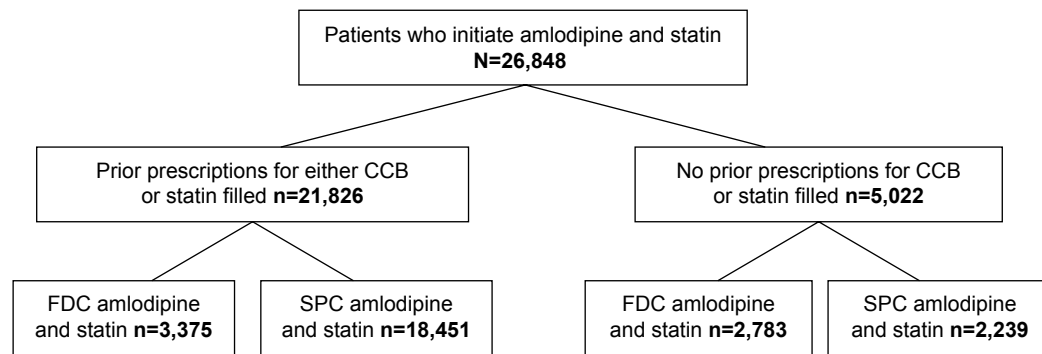 Patients who initiate amlodipine and statin
N=26,848
Prior prescriptions for either CCB
or statin filled n=21,826
No prior prescriptions for CCB
or statin filled n=5,022
FDC amlodipine
and statin n=3,375
SPC amlodipine
and statin n=18,451
FDC amlodipine
and statin n=2,783
SPC amlodipine
and statin n=2,239